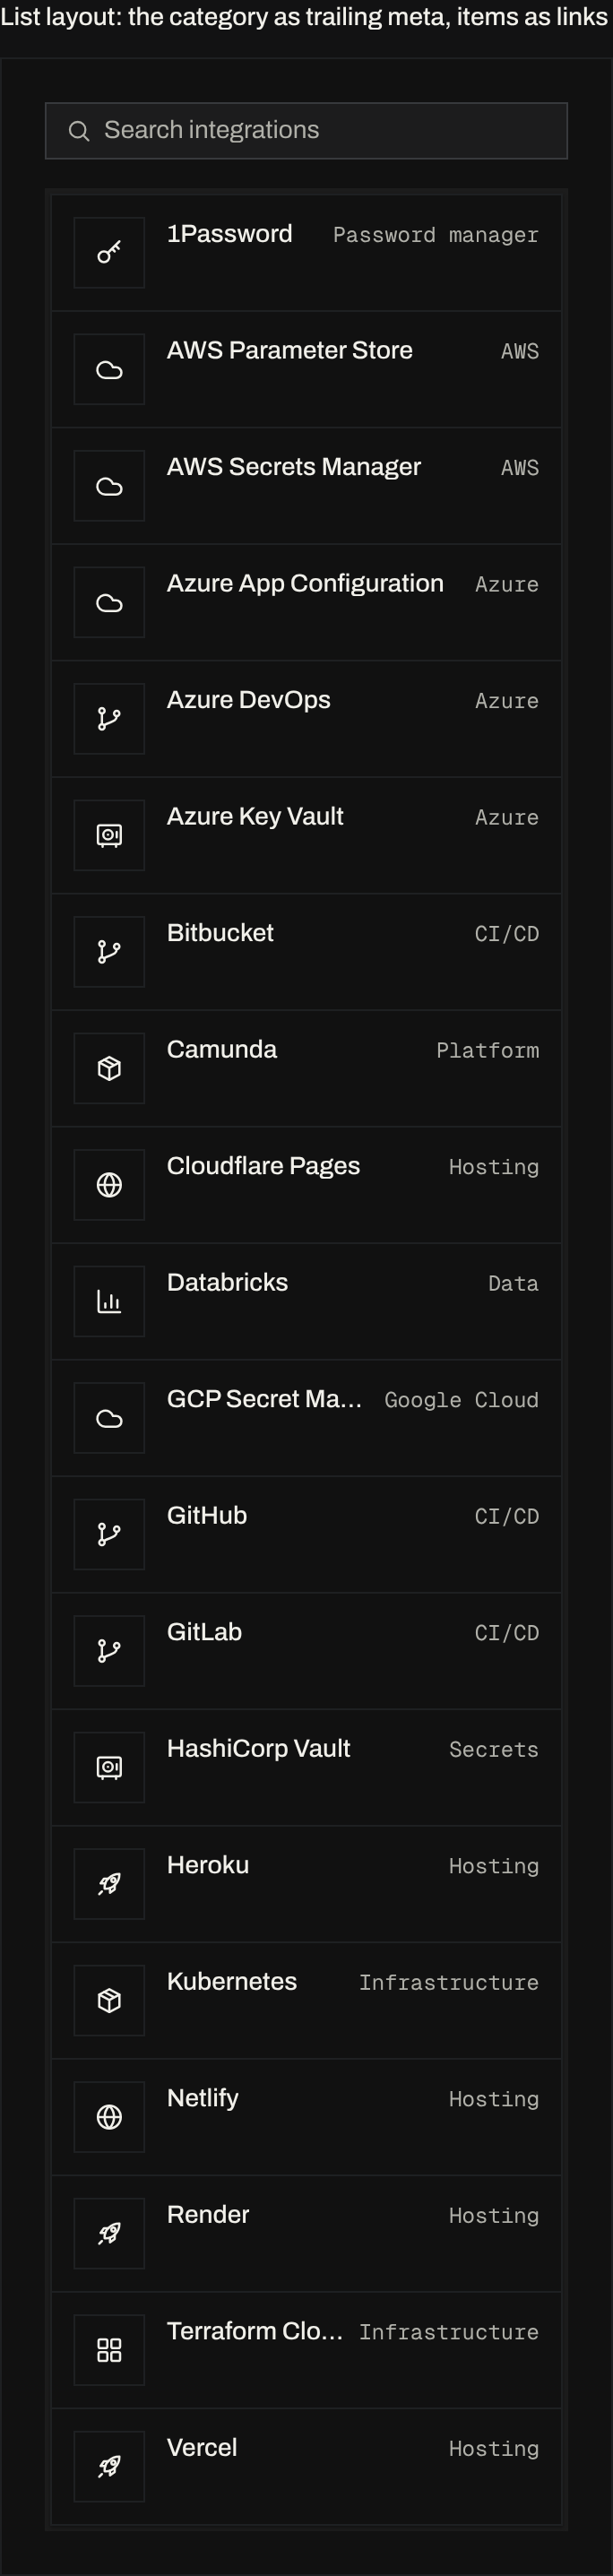 List layout: the category as trailing meta, items as links
Search integrations
1Password Password manager
AWS Parameter Store AWS
AWS Secrets Manager AWS
Azure App Configuration Azure
Azure DevOps Azure
Azure Key Vault Azure
Bitbucket CI/CD
Camunda Platform
Cloudflare Pages Hosting
Databricks Data
GCP Secret Ma... Google Cloud
GitHub CI/CD
GitLab CI/CD
HashiCorp Vault Secrets
Heroku Hosting
Kubernetes Infrastructure
Netlify Hosting
Render Hosting
Terraform Clo... Infrastructure
Vercel Hosting